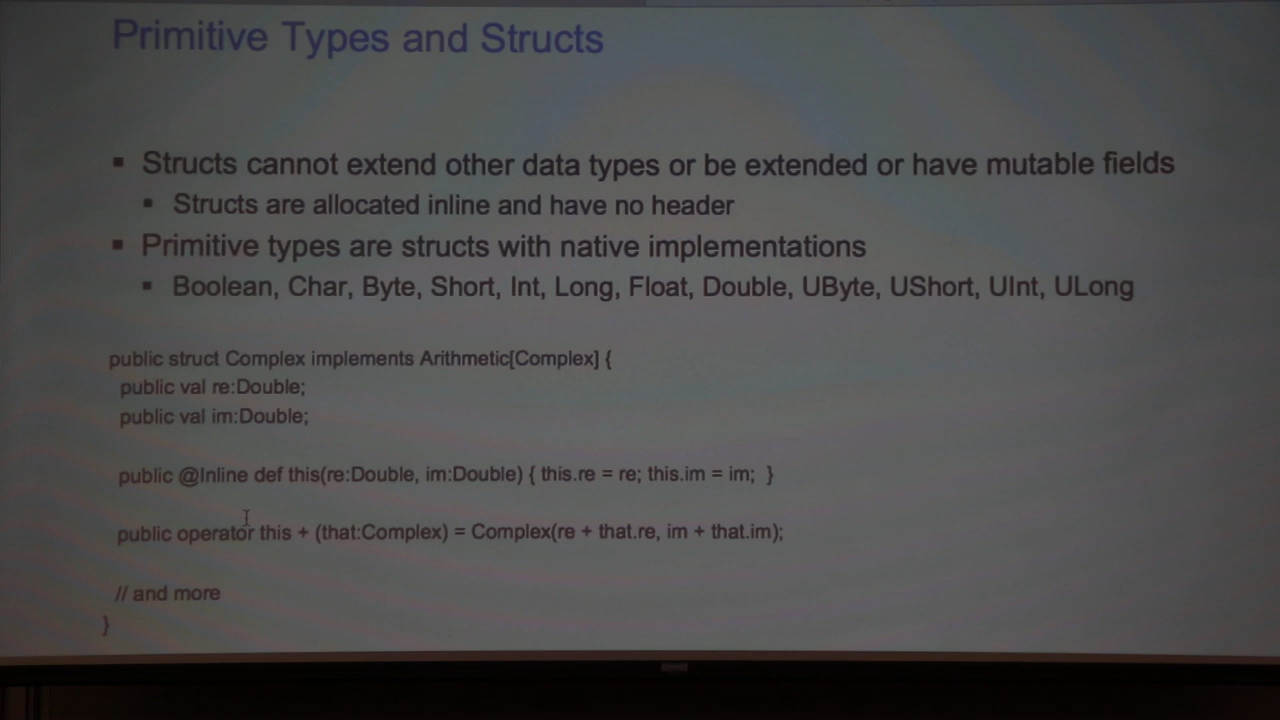 Primitive Types and Structs
▪ Structs cannot extend other data types or be extended or have mutable fields
▪ Structs are allocated inline and have no header
▪ Primitive types are structs with native implementations
▪ Boolean, Char, Byte, Short, Int, Long, Float, Double, UByte, UShort, UInt, ULong
public struct Complex implements Arithmetic[Complex] {
public val re:Double;
public val im:Double;
public @Inline def this(re:Double, im:Double) { this.re = re; this.im = im; }
public operator this + (that:Complex) = Complex(re + that.re, im + that.im);
// and more
}